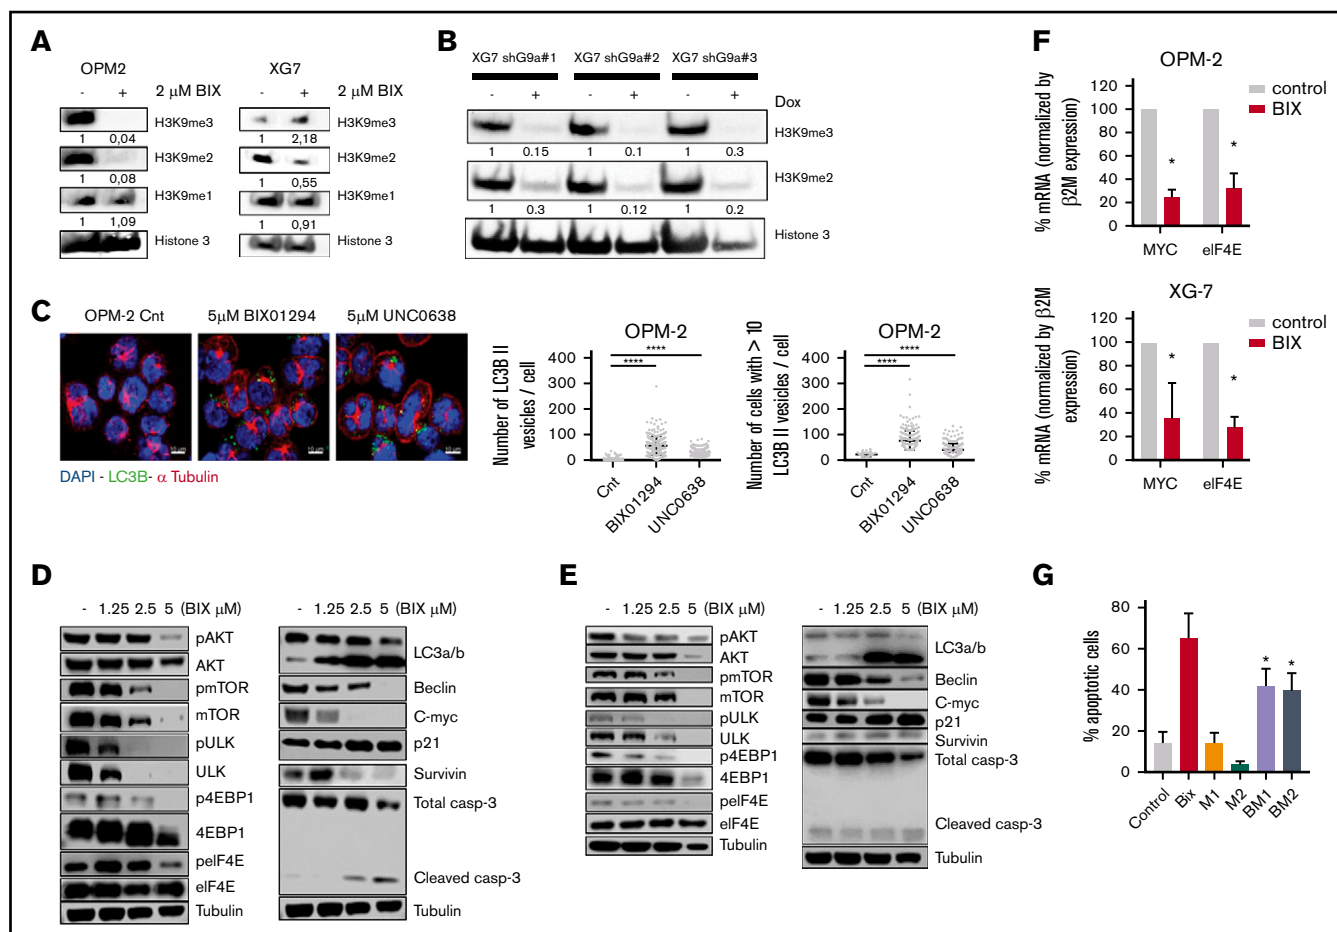 A
OPM2
XG7
- + 2 μM BIX
- + 2 μM BIX
H3K9me3
1 0,04
H3K9me2
1 0,08
H3K9me1
1 1,09
Histone 3
H3K9me3
1 2,18
H3K9me2
1 0,55
H3K9me1
1 0,91
Histone 3
B
XG7 shG9a#1 XG7 shG9a#2 XG7 shG9a#3
- + - + - + Dox
H3K9me3
1 0.15 1 0.1 1 0.3
H3K9me2
1 0.3 1 0.12 1 0.2
Histone 3
C
OPM-2 Cnt 5μM BIX01294 5μM UNC0638
10 μm 10 μm 10 μm
DAPI - LC3B- α Tubulin
OPM-2
Number of LC3B II
vesicles / cell
****
****
400
300
200
100
0
Cnt
BIX01294
UNC0638
OPM-2
Number of cells with > 10
LC3B II vesicles / cell
****
****
400
300
200
100
0
Cnt
BIX01294
UNC0638
D
- 1.25 2.5 5 (BIX μM)
pAKT
AKT
pmTOR
mTOR
pULK
ULK
p4EBP1
4EBP1
pelF4E
elF4E
Tubulin
- 1.25 2.5 5 (BIX μM)
LC3a/b
Beclin
C-myc
p21
Survivin
Total casp-3
Cleaved casp-3
Tubulin
E
- 1.25 2.5 5 (BIX μM)
pAKT
AKT
pmTOR
mTOR
pULK
ULK
p4EBP1
4EBP1
pelF4E
elF4E
Tubulin
- 1.25 2.5 5 (BIX μM)
LC3a/b
Beclin
C-myc
p21
Survivin
Total casp-3
Cleaved casp-3
Tubulin
F
OPM-2
% mRNA (normalized by
β2M expression)
120
100
80
60
40
20
0
* *
MYC elF4E
control
BIX
XG-7
% mRNA (normalized by β2M
expression)
120
100
80
60
40
20
0
* *
MYC elF4E
control
BIX
G
% apoptotic cells
80
60
40
20
0
* *
Control
Bix
M1
M2
BM1
BM2